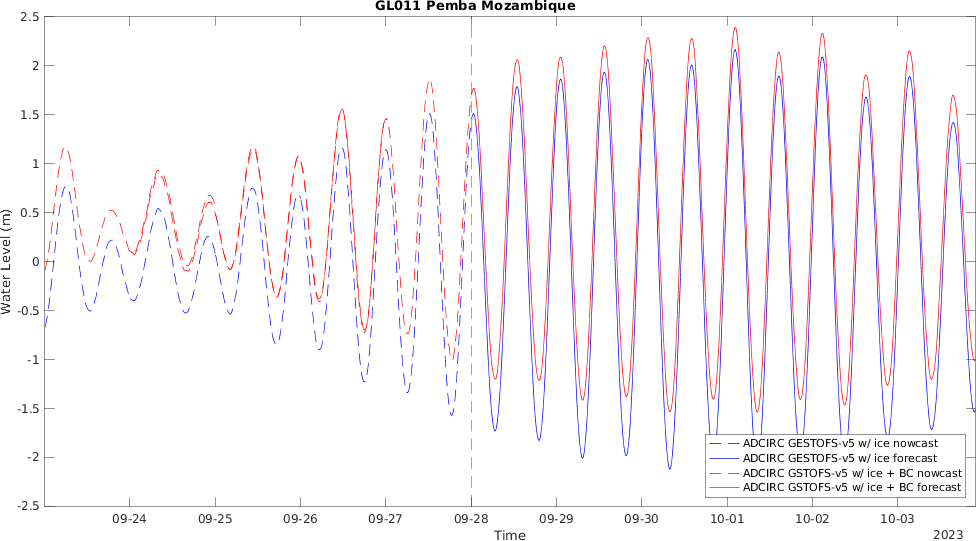 GL011 Pemba Mozambique
2.5
2
1.5
1
0.5
0
-0.5
-1
-1.5
-2
-2.5
Water Level (m)
ADCIRC GESTOFS-v5 w/ ice nowcast
ADCIRC GESTOFS-v5 w/ ice forecast
ADCIRC GSTOFS-v5 w/ ice + BC nowcast
ADCIRC GSTOFS-v5 w/ ice + BC forecast
09-24 09-25 09-26 09-27 09-28 09-29 09-30 10-01 10-02 10-03
Time
2023